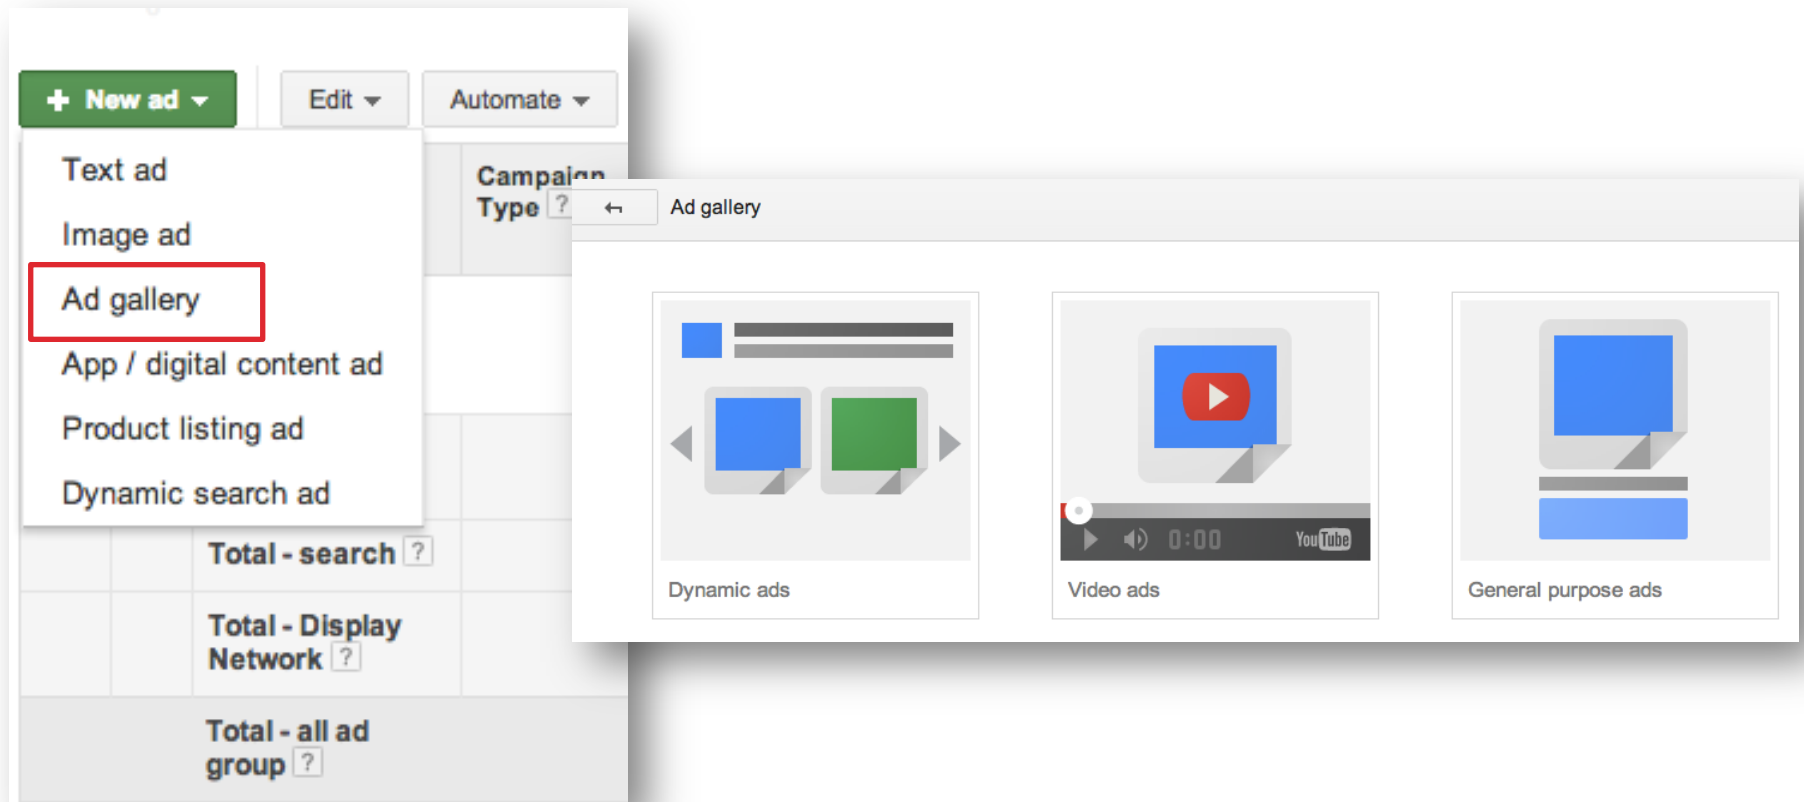 New ad
Edit
Automate
Text ad
Image ad
Ad gallery
App / digital content ad
Product listing ad
Dynamic search ad
Campaign
Type ?
Total - search ?
Total - Display
Network ?
Total - all ad
group ?
Ad gallery
0:00
YouTube
Dynamic ads
Video ads
General purpose ads